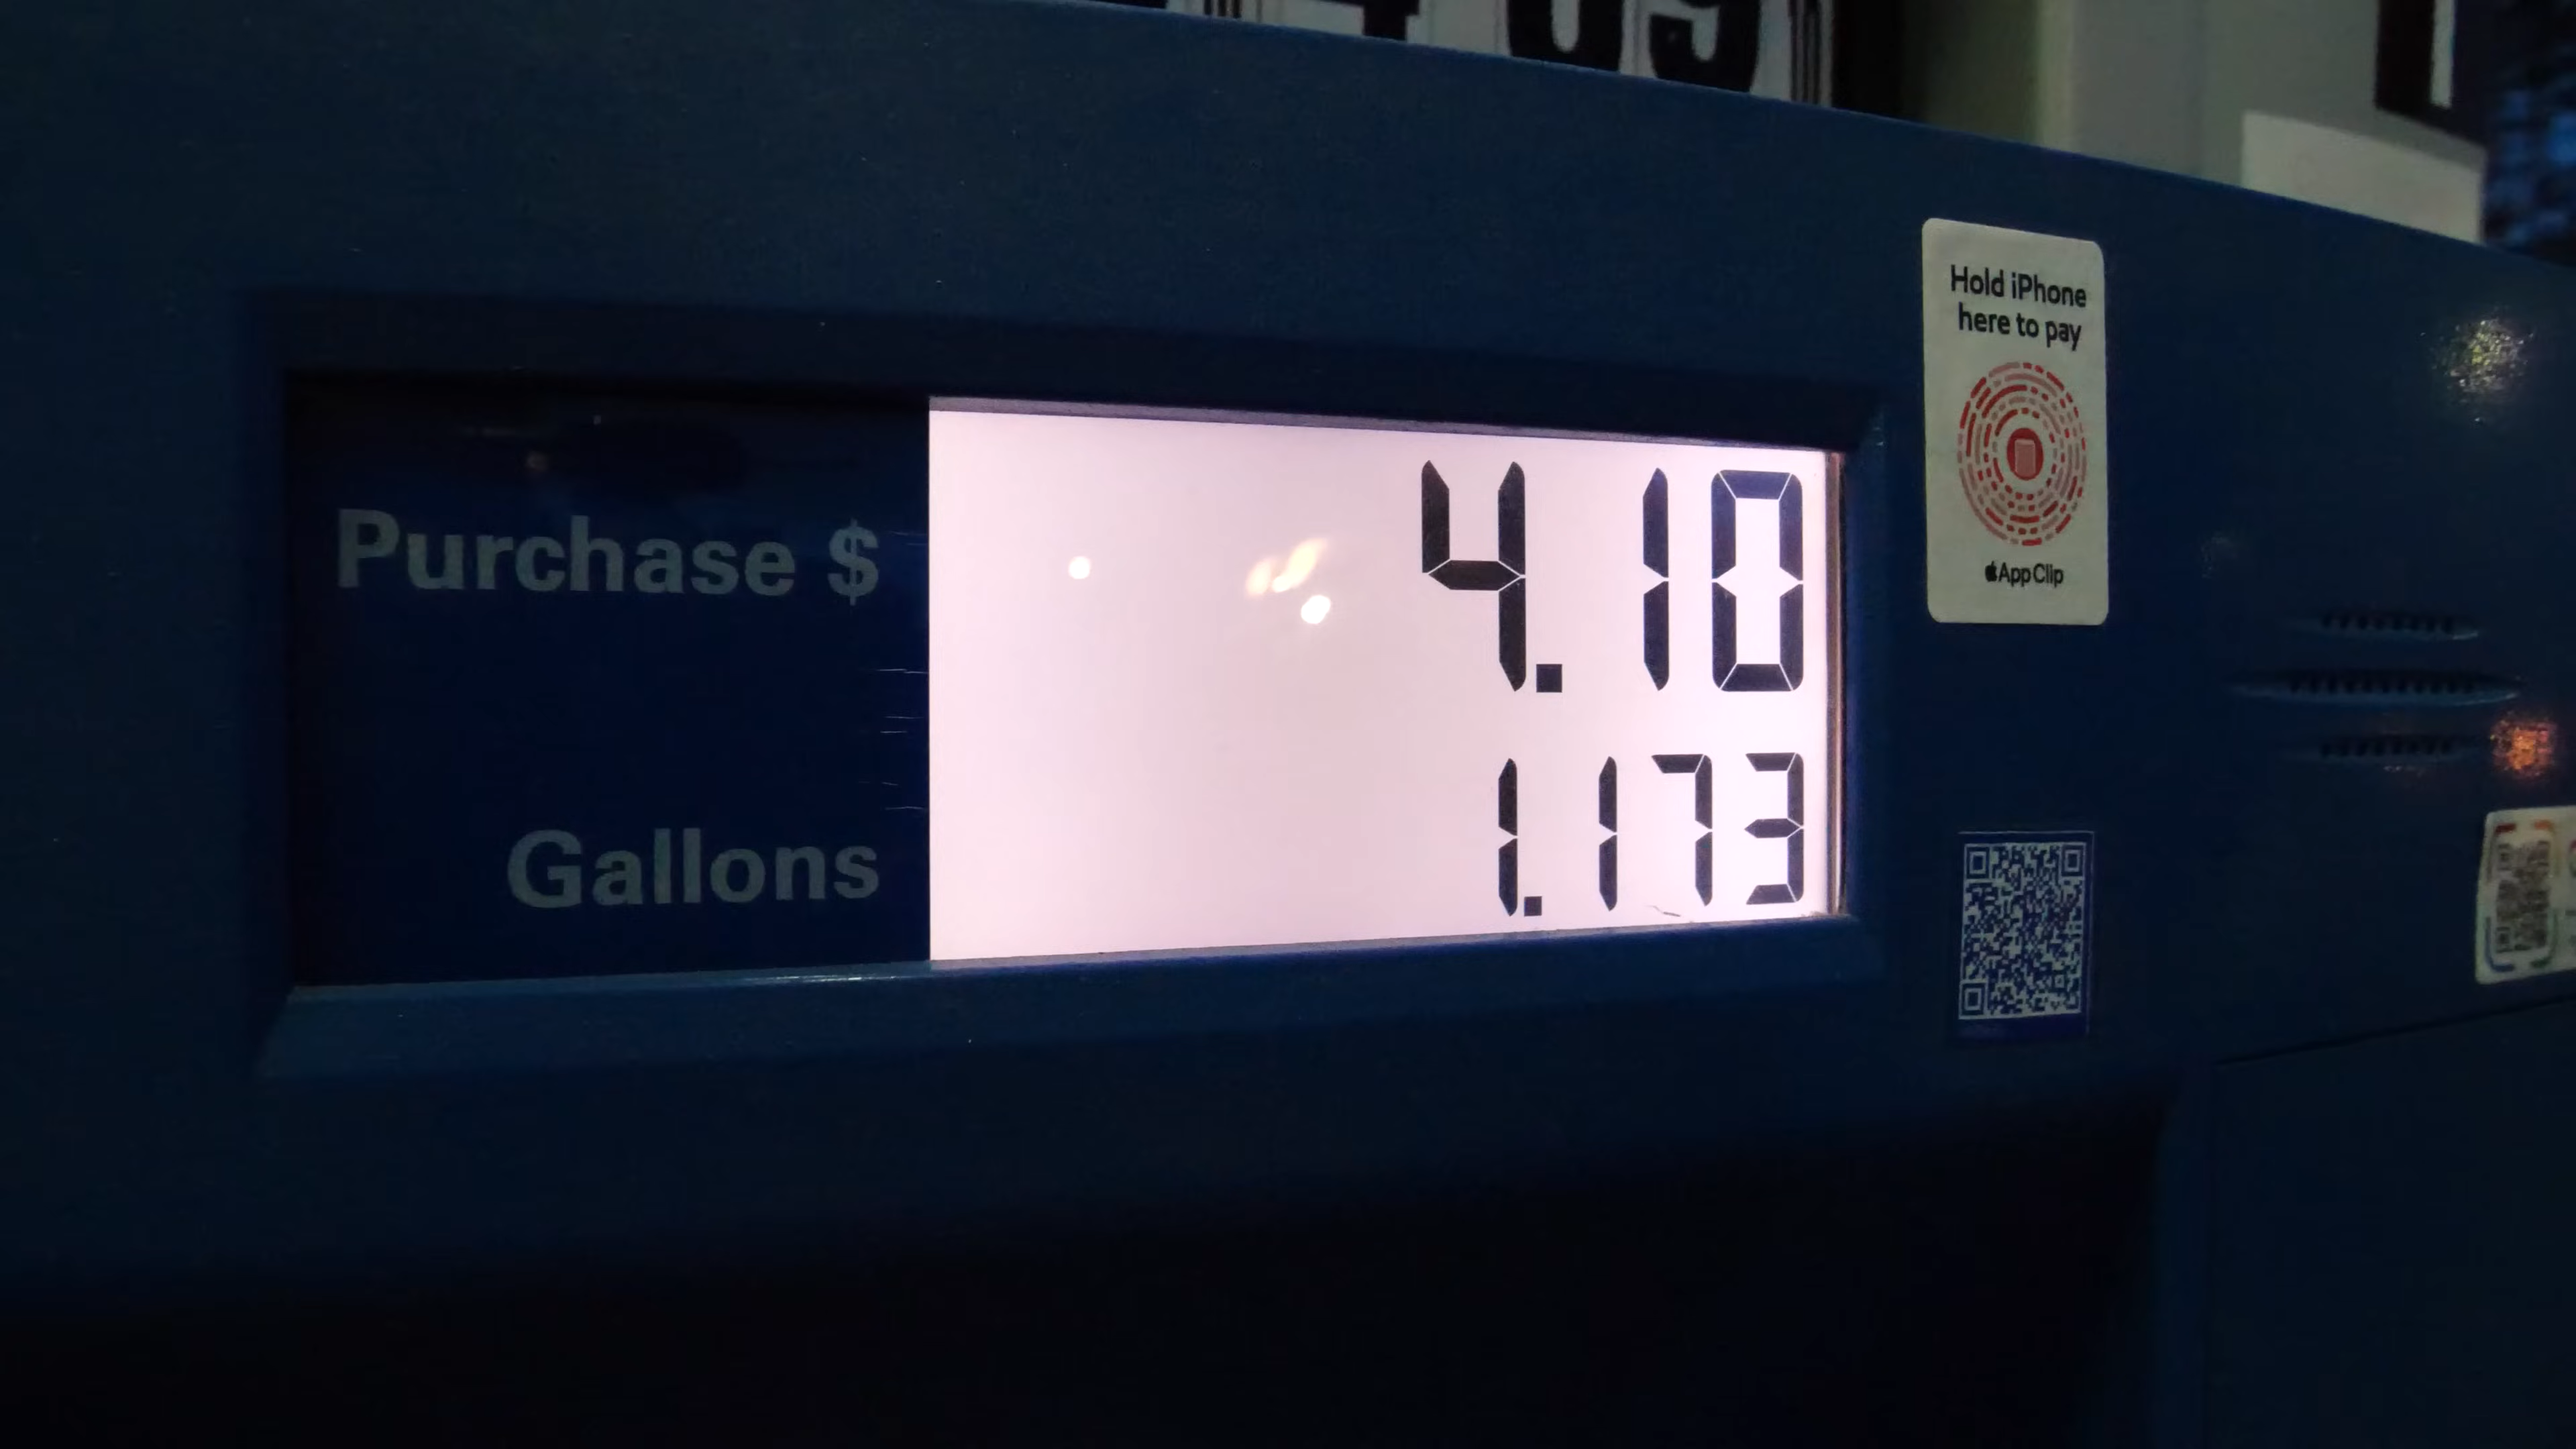 Hold iPhone
here to pay
App Clip
Purchase $ 4.10
Gallons 1.173